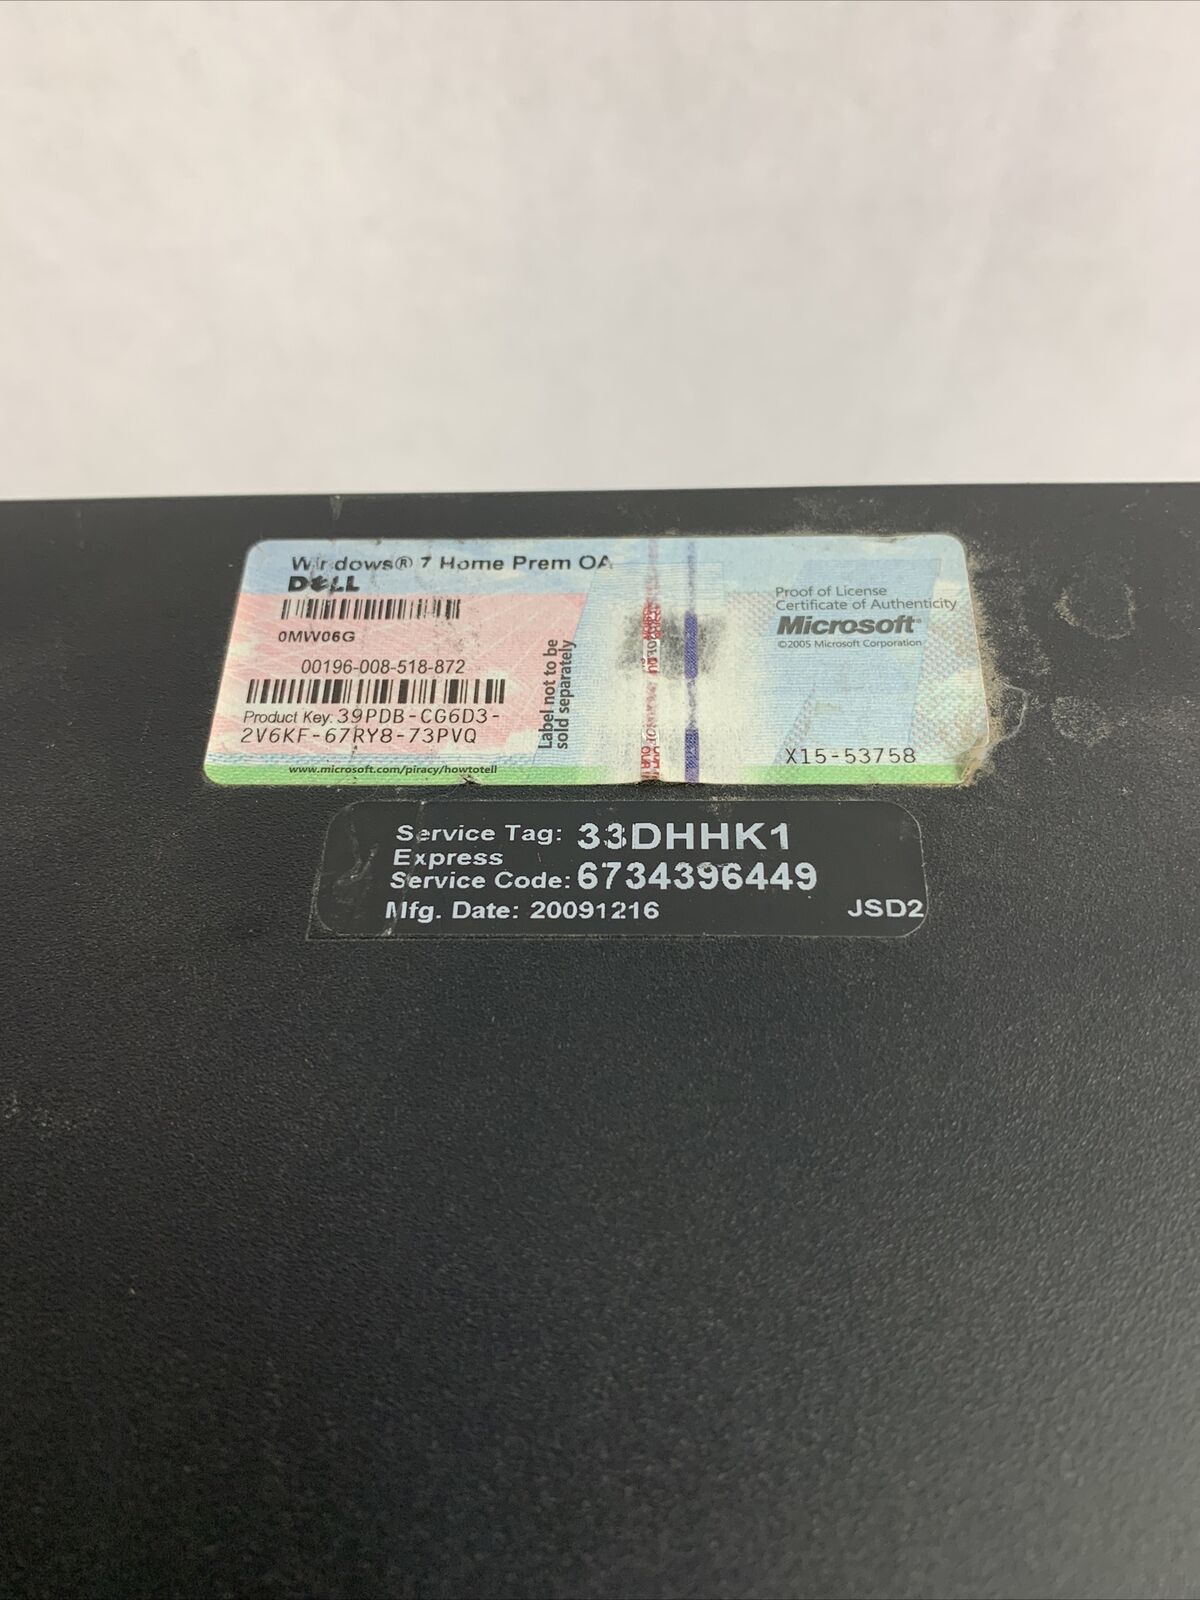 Windows® 7 Home Prem OA
DELL
0MW06G
00196-008-518-872
Product Key: 39PDB-CG6D3-
2V6KF-67RY8-73PVQ
www.microsoft.com/piracy/howtotell
Label not to be
sold separately
Proof of License
Certificate of Authenticity
Microsoft®
©2005 Microsoft Corporation
X15-53758
Service Tag: 33DHHK1
Express
Service Code: 6734396449
Mfg. Date: 20091216
JSD2